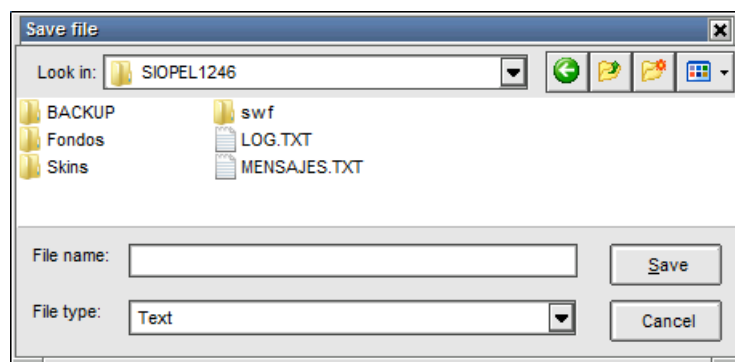 Save file
Look in: SIOPEL1246
BACKUP swf
Fondos LOG.TXT
Skins MENSAJES.TXT
File name: Save
File type: Text Cancel